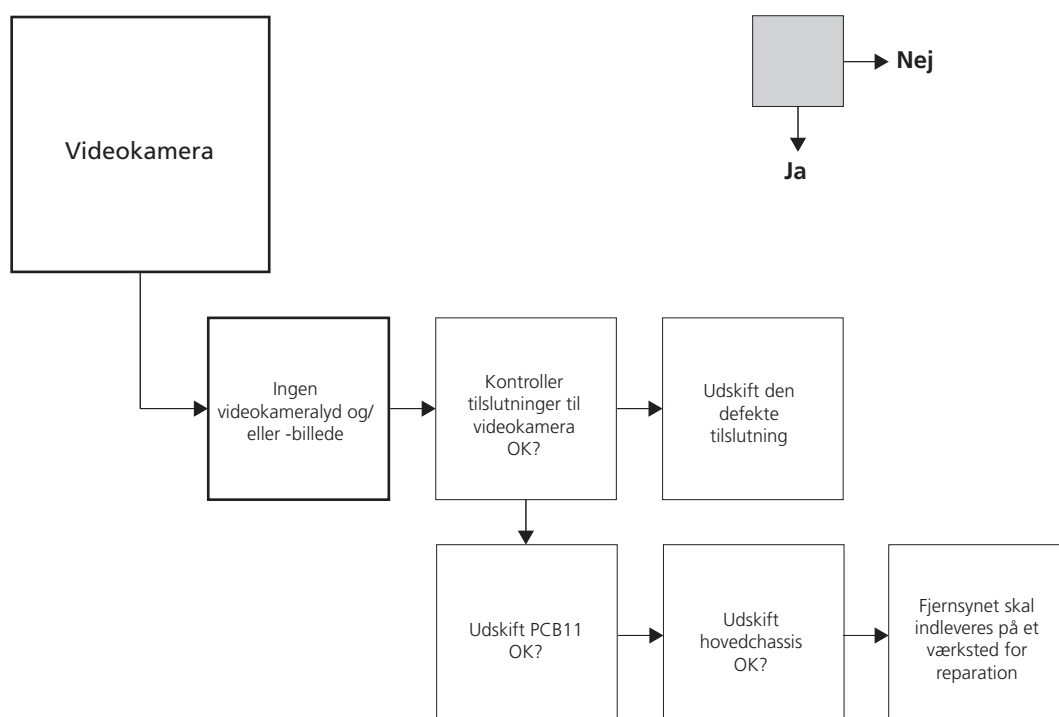 Videokamera
Nej
Ja
Ingen
videokameralyd og/
eller -billede
Kontroller
tilslutninger til
videokamera
OK?
Udskift den
defekte
tilslutning
Udskift PCB11
OK?
Udskift
hovedchassis
OK?
Fjernsynet skal
indleveres på et
værksted for
reparation